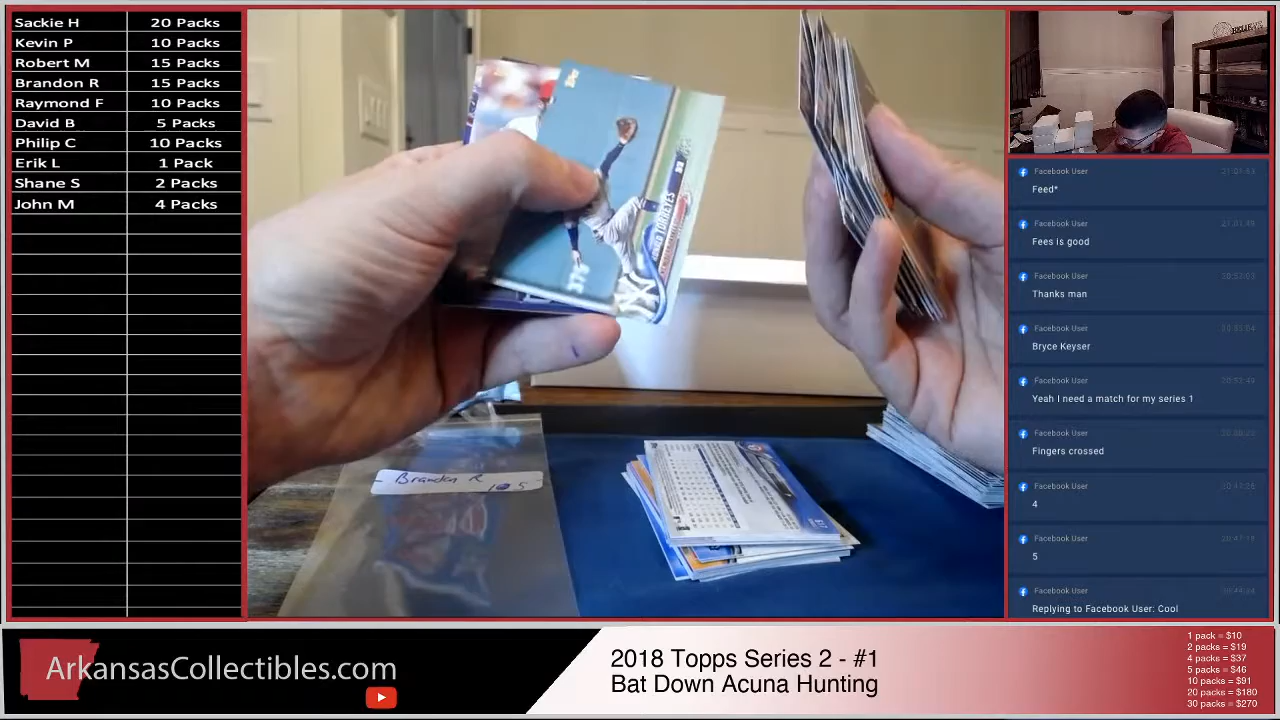 Sackie H 20 Packs
Kevin P 10 Packs
Robert M 15 Packs
Brandon R 15 Packs
Raymond F 10 Packs
David B 5 Packs
Philip C 10 Packs
Erik L 1 Pack
Shane S 2 Packs
John M 4 Packs
TORREYES
Brandon R
Facebook User
Feed*
Facebook User
Fees is good
Facebook User
Thanks man
Facebook User
Bryce Keyser
Facebook User
Yeah I need a match for my series 1
Facebook User
Fingers crossed
Facebook User
4
Facebook User
5
Facebook User
Replying to Facebook User: Cool
ArkansasCollectibles.com
2018 Topps Series 2 - #1
Bat Down Acuna Hunting
1 pack = $10
2 packs = $19
4 packs = $37
5 packs = $46
10 packs = $91
20 packs = $180
30 packs = $270